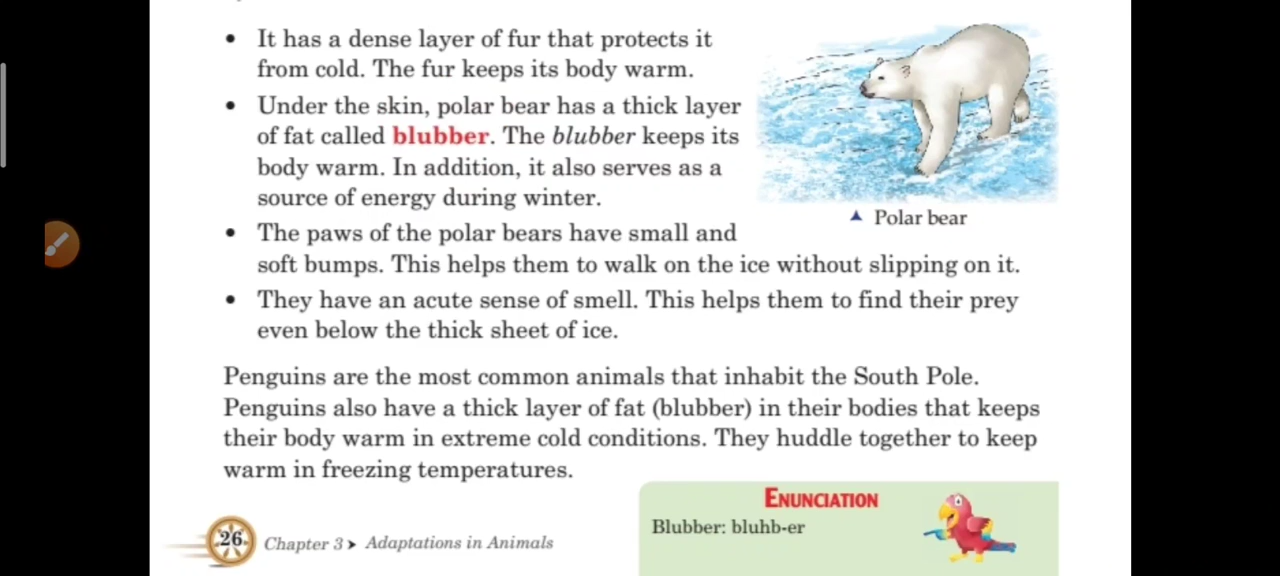 • It has a dense layer of fur that protects it
from cold. The fur keeps its body warm.
• Under the skin, polar bear has a thick layer
of fat called blubber. The blubber keeps its
body warm. In addition, it also serves as a
source of energy during winter.
▲ Polar bear
• The paws of the polar bears have small and
soft bumps. This helps them to walk on the ice without slipping on it.
• They have an acute sense of smell. This helps them to find their prey
even below the thick sheet of ice.
Penguins are the most common animals that inhabit the South Pole.
Penguins also have a thick layer of fat (blubber) in their bodies that keeps
their body warm in extreme cold conditions. They huddle together to keep
warm in freezing temperatures.
ENUNCIATION
Blubber: bluhb-er
26 Chapter 3 ➤ Adaptations in Animals